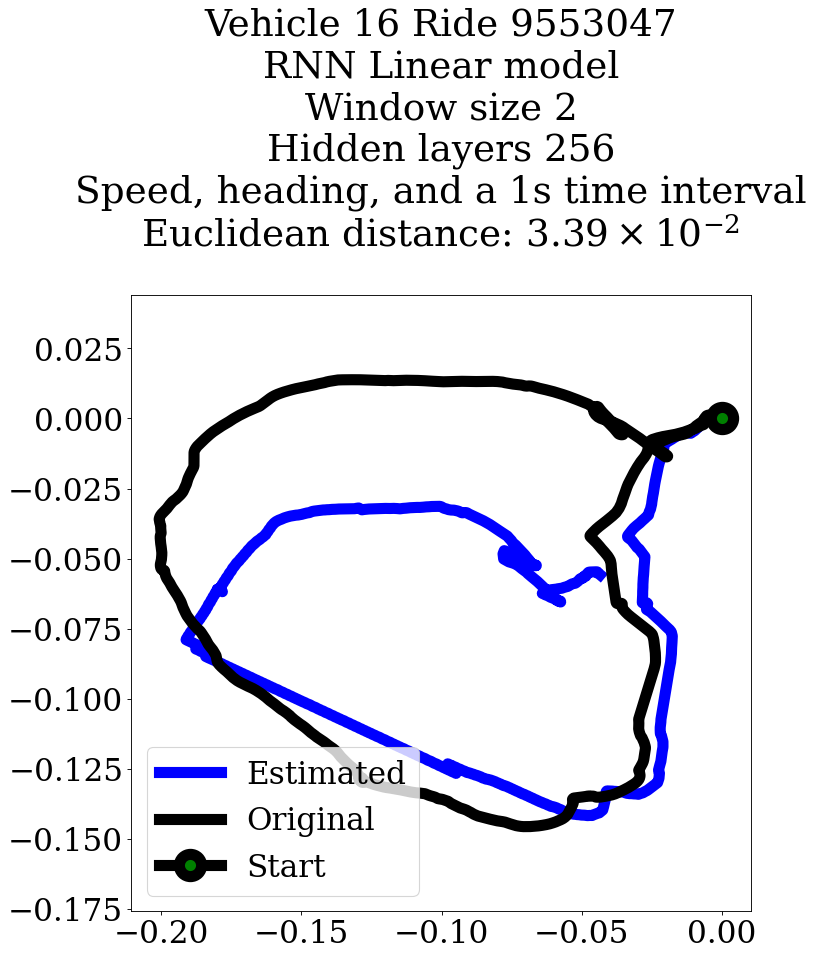 Vehicle 16 Ride 9553047
RNN Linear model
Window size 2
Hidden layers 256
Speed, heading, and a 1s time interval
Euclidean distance: 3.39 × 10⁻²
0.025
0.000
−0.025
−0.050
−0.075
−0.100
−0.125
−0.150
−0.175
Estimated
Original
Start
−0.20 −0.15 −0.10 −0.05 0.00